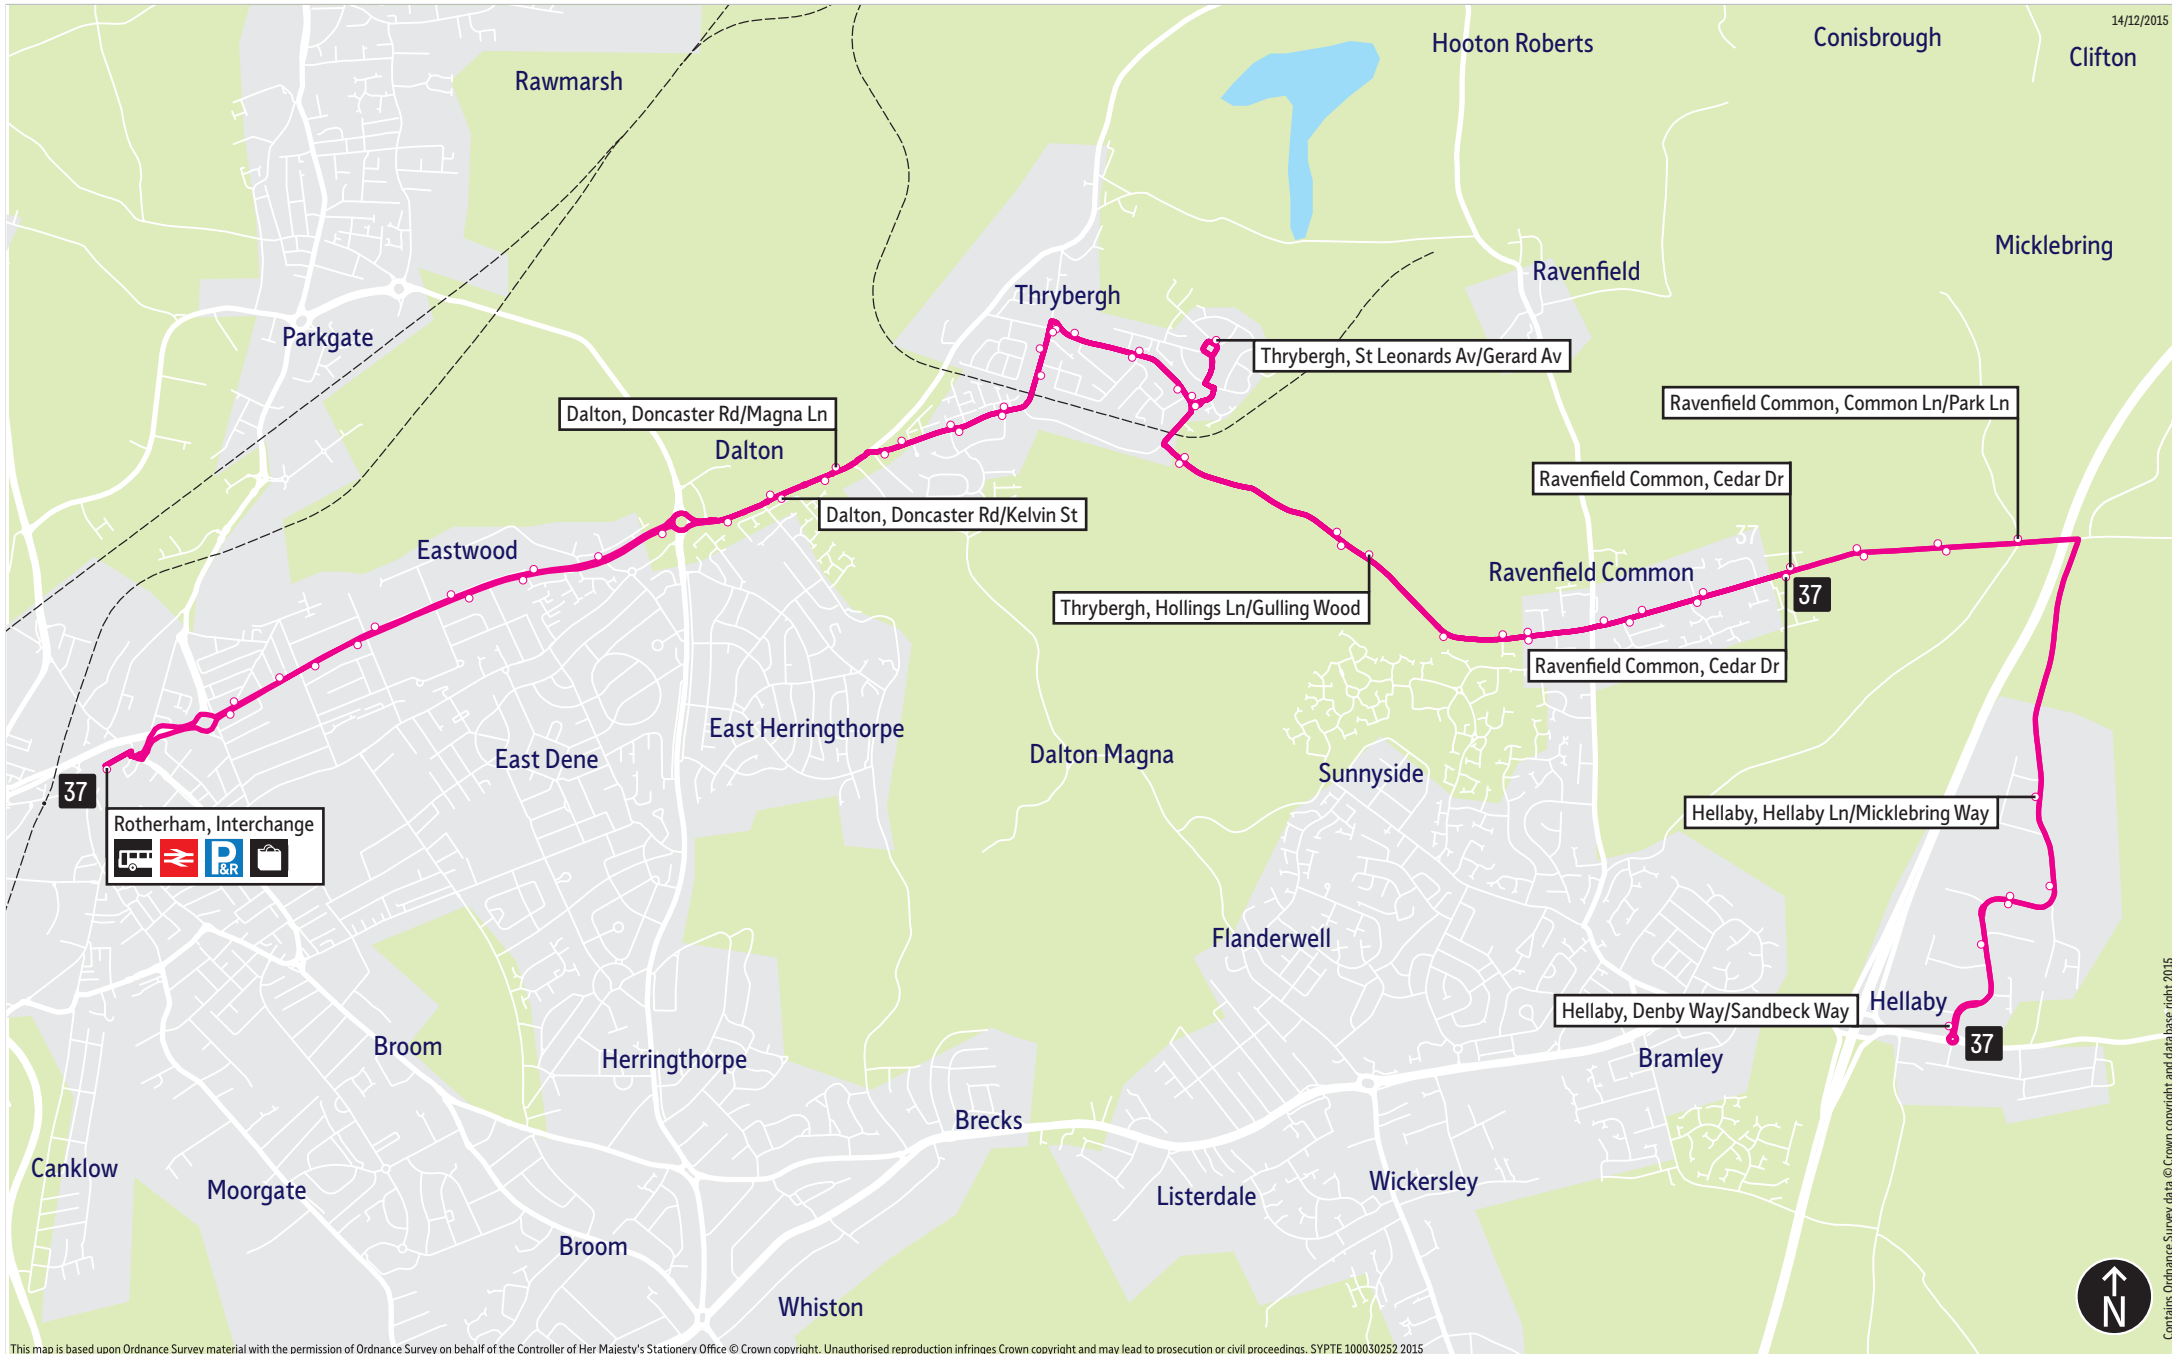 14/12/2015
Hooton Roberts
Conisbrough
Clifton
Rawmarsh
Micklebring
Ravenfield
Thrybergh
Parkgate
Thrybergh, St Leonards Av/Gerard Av
Ravenfield Common, Common Ln/Park Ln
Dalton, Doncaster Rd/Magna Ln
Dalton
Ravenfield Common, Cedar Dr
Dalton, Doncaster Rd/Kelvin St
37
Eastwood
Ravenfield Common
37
Thrybergh, Hollings Ln/Gulling Wood
Ravenfield Common, Cedar Dr
East Herringthorpe
East Dene
Dalton Magna
Sunnyside
37
Hellaby, Hellaby Ln/Micklebring Way
Rotherham, Interchange
P
&R
Flanderwell
Hellaby
Hellaby, Denby Way/Sandbeck Way
37
Broom
Herringthorpe
Bramley
Brecks
Canklow
Moorgate
Listerdale
Wickersley
Broom
Whiston
N
Contains Ordnance Survey data © Crown copyright and database right 2015
This map is based upon Ordnance Survey material with the permission of Ordnance Survey on behalf of the Controller of Her Majesty's Stationery Office © Crown copyright. Unauthorised reproduction infringes Crown copyright and may lead to prosecution or civil proceedings. SYPTE 100030252 2015